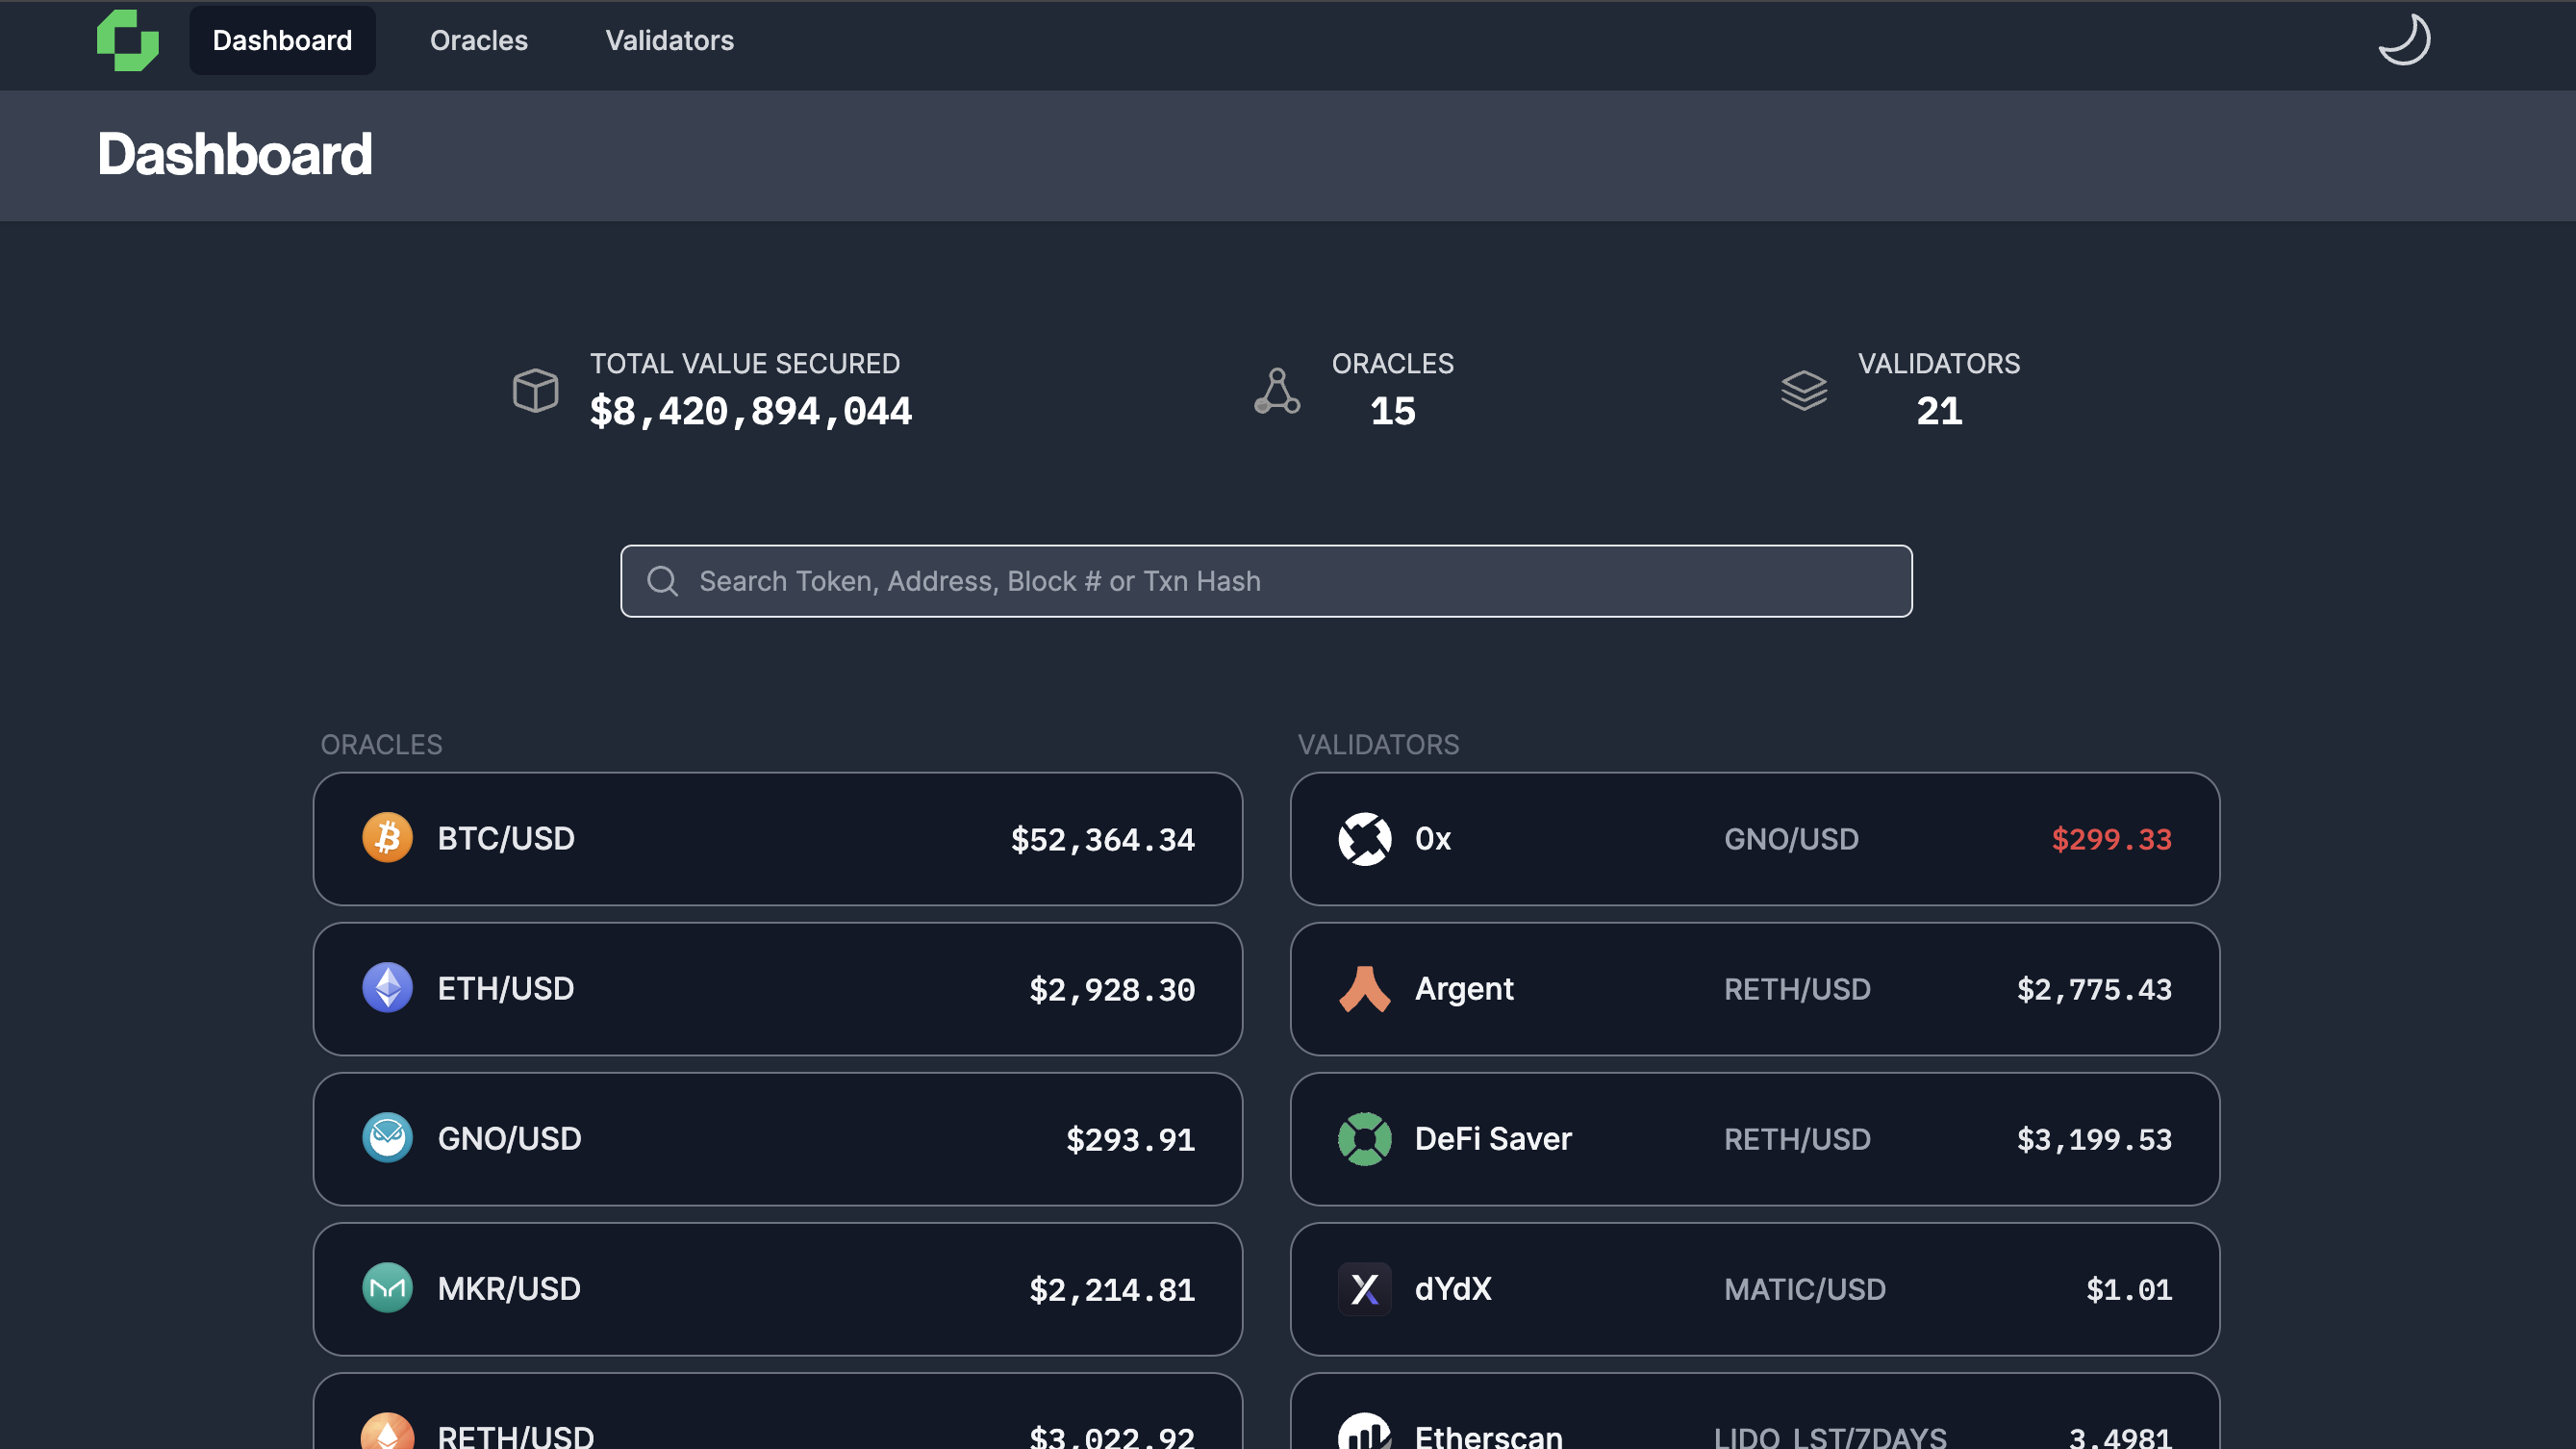 Dashboard Oracles Validators
Dashboard
TOTAL VALUE SECURED
$8,420,894,044
ORACLES
15
VALIDATORS
21
Search Token, Address, Block # or Txn Hash
ORACLES
BTC/USD $52,364.34
ETH/USD $2,928.30
GNO/USD $293.91
MKR/USD $2,214.81
RETH/USD $3,022.92
VALIDATORS
0x GNO/USD $299.33
Argent RETH/USD $2,775.43
DeFi Saver RETH/USD $3,199.53
dYdX MATIC/USD $1.01
Etherscan LIDO_LST/7DAYS 3.4981